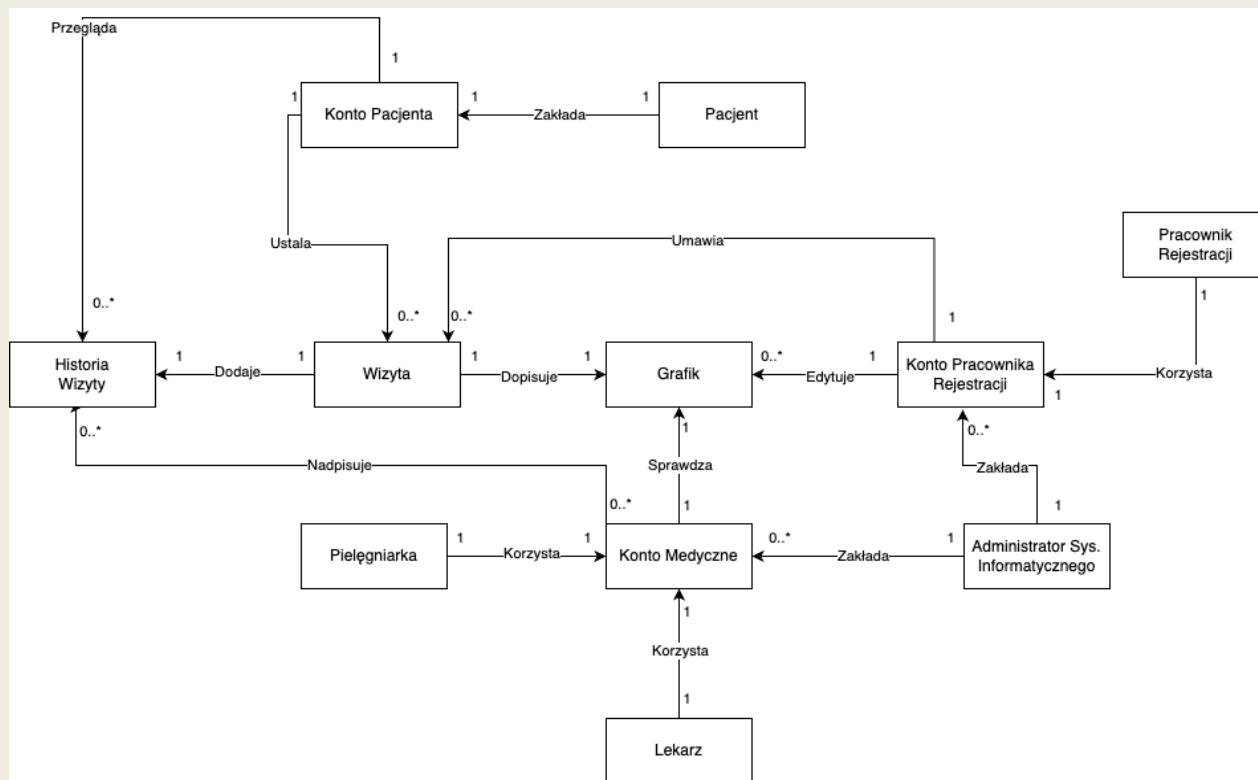 Przegląda
1
1
Konto Pacjenta
1
Zakłada
1
Pacjent
Ustala
Umawia
Pracownik
Rejestracji
1
0..*
0..*
0..*
1
Historia
Wizyty
1
Dodaje
1
Wizyta
1
Dopisuje
1
Grafik
0..*
Edytuje
1
Konto Pracownika
Rejestracji
1
Korzysta
0..*
1
0..*
Nadpisuje
Sprawdza
Zakłada
0..*
1
1
Pielęgniarka
1
Korzysta
1
Konto Medyczne
0..*
Zakłada
1
Administrator Sys.
Informatycznego
1
Korzysta
1
Lekarz